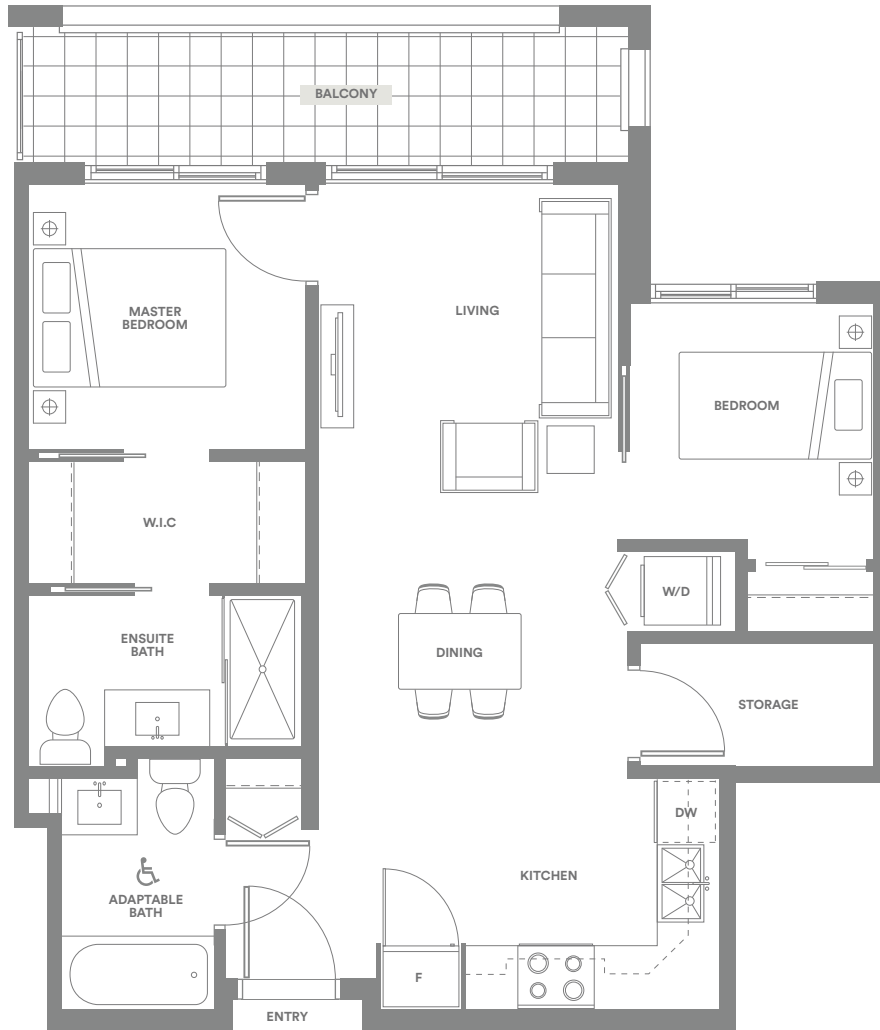 BALCONY
MASTER
BEDROOM
LIVING
BEDROOM
W.I.C
W/D
ENSUITE
BATH
DINING
STORAGE
DW
KITCHEN
ADAPTABLE
BATH
F
ENTRY